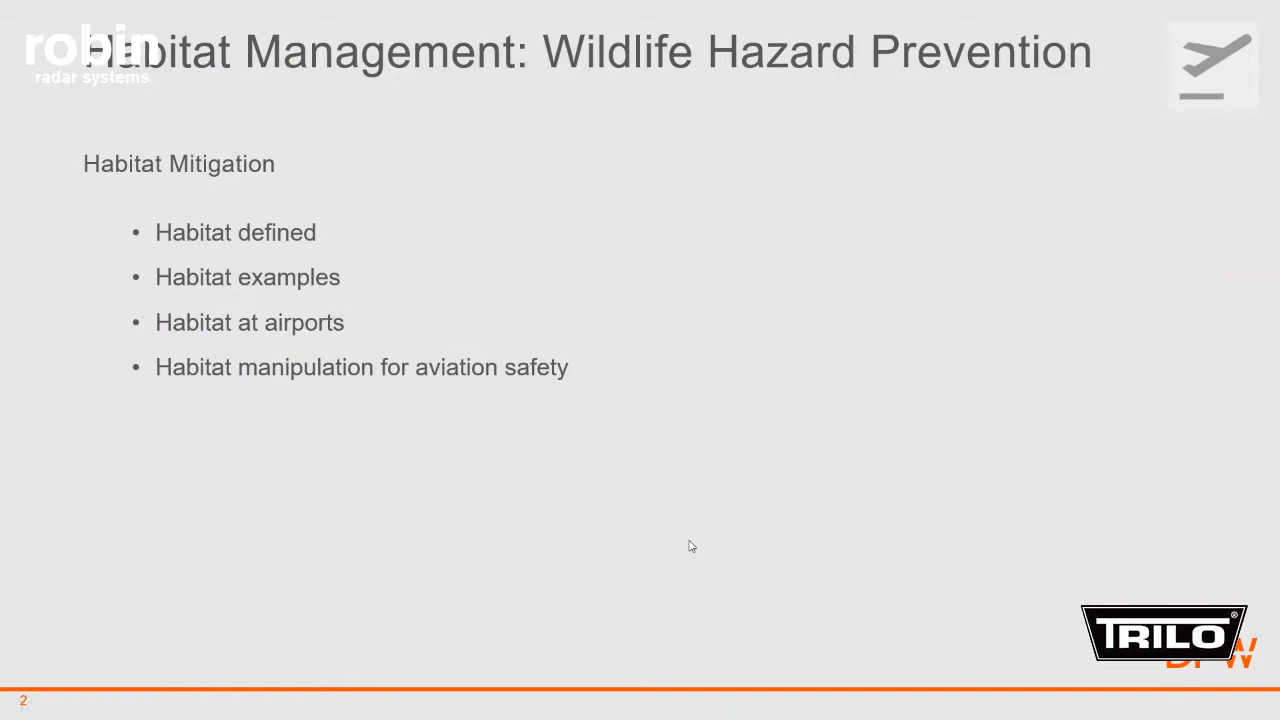 robin
radar systems
Habitat Management: Wildlife Hazard Prevention
Habitat Mitigation
• Habitat defined
• Habitat examples
• Habitat at airports
• Habitat manipulation for aviation safety
TRILO®
DFW
2